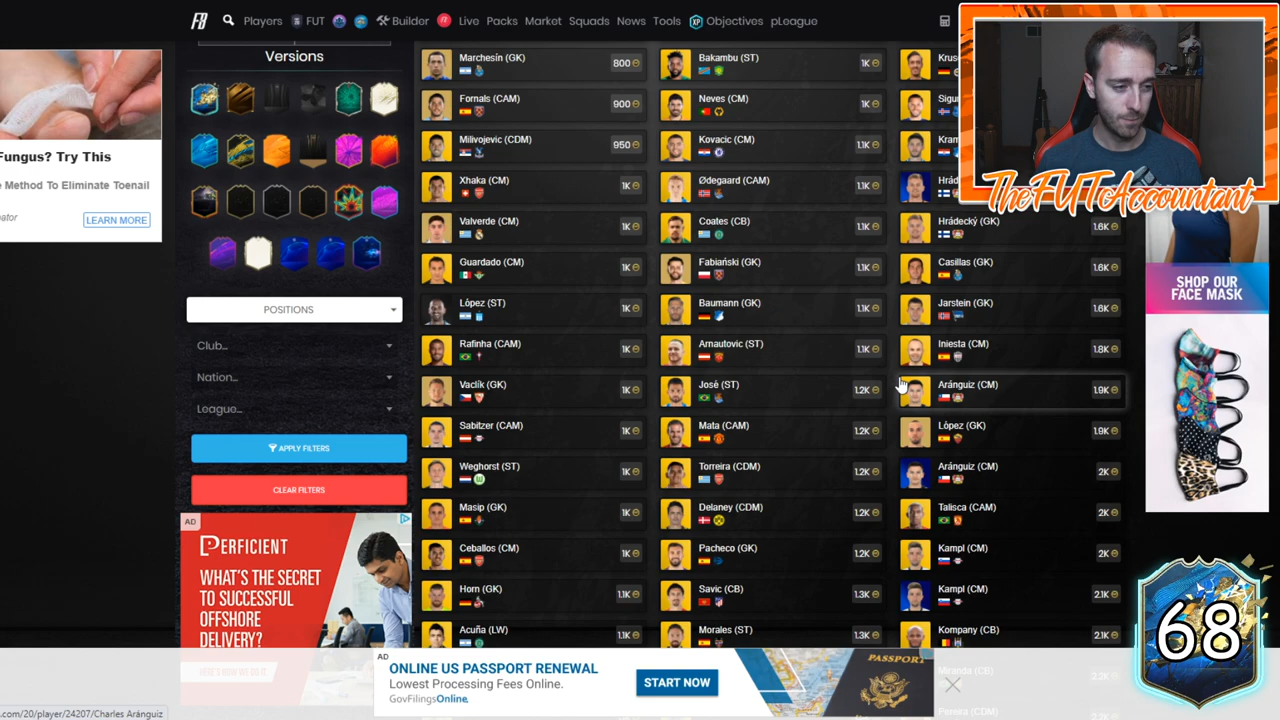 F8 Players FUT Builder Live Packs Market Squads News Tools XP Objectives pLeague
Versions
POSITIONS
Club...
Nation...
League...
APPLY FILTERS
CLEAR FILTERS
Marchesín (GK) 800
Fornals (CAM) 900
Milivojevic (CDM) 950
Xhaka (CM) 1K
Valverde (CM) 1K
Guardado (CM) 1K
López (ST) 1K
Rafinha (CAM) 1K
Vaclík (GK) 1K
Sabitzer (CAM) 1K
Weghorst (ST) 1K
Masip (GK) 1K
Ceballos (CM) 1K
Horn (GK) 1.1K
Acuña (LW) 1.1K
Bakambu (ST) 1K
Neves (CM) 1K
Kovacic (CM) 1.1K
Ødegaard (CAM) 1.1K
Coates (CB) 1.1K
Fabiański (GK) 1.1K
Baumann (GK) 1.1K
Arnautovic (ST) 1.1K
José (ST) 1.2K
Mata (CAM) 1.2K
Torreira (CDM) 1.2K
Delaney (CDM) 1.2K
Pacheco (GK) 1.2K
Savic (CB) 1.3K
Morales (ST) 1.3K
Hrádecký (GK) 1.6K
Casillas (GK) 1.6K
Jarstein (GK) 1.6K
Iniesta (CM) 1.8K
Aránguiz (CM) 1.9K
López (GK) 1.9K
Aránguiz (CM) 2K
Talisca (CAM) 2K
Kampl (CM) 2K
Kampl (CM) 2.1K
Kompany (CB) 2.1K
Miranda (CB)
TheFUTAccountant
Fungus? Try This
Method To Eliminate Toenail
LEARN MORE
AD
PERFICIENT
WHAT'S THE SECRET
TO SUCCESSFUL
OFFSHORE
DELIVERY?
AD
ONLINE US PASSPORT RENEWAL
Lowest Processing Fees Online.
GovFilingsOnline.
START NOW
PASSPORT
SHOP OUR
FACE MASK
68
.com/20/player/24207/Charles Aránguiz